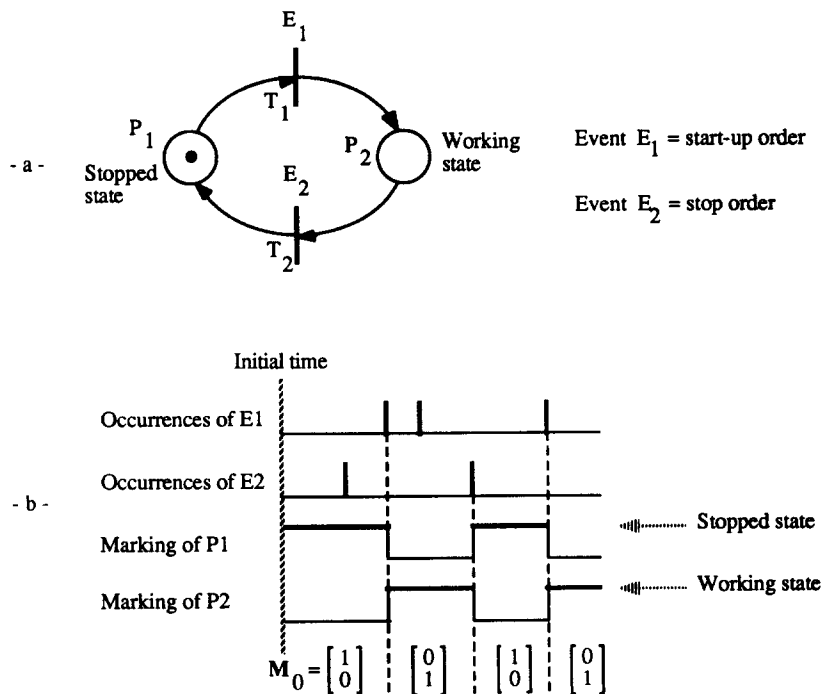 E1
T1
P1
Stopped
state
P2
Working
state
E2
T2
- a -
Event E1 = start-up order
Event E2 = stop order
Initial time
Occurrences of E1
Occurrences of E2
- b -
Marking of P1
Stopped state
Marking of P2
Working state
M0 = [1 0] [0 1] [1 0] [0 1]